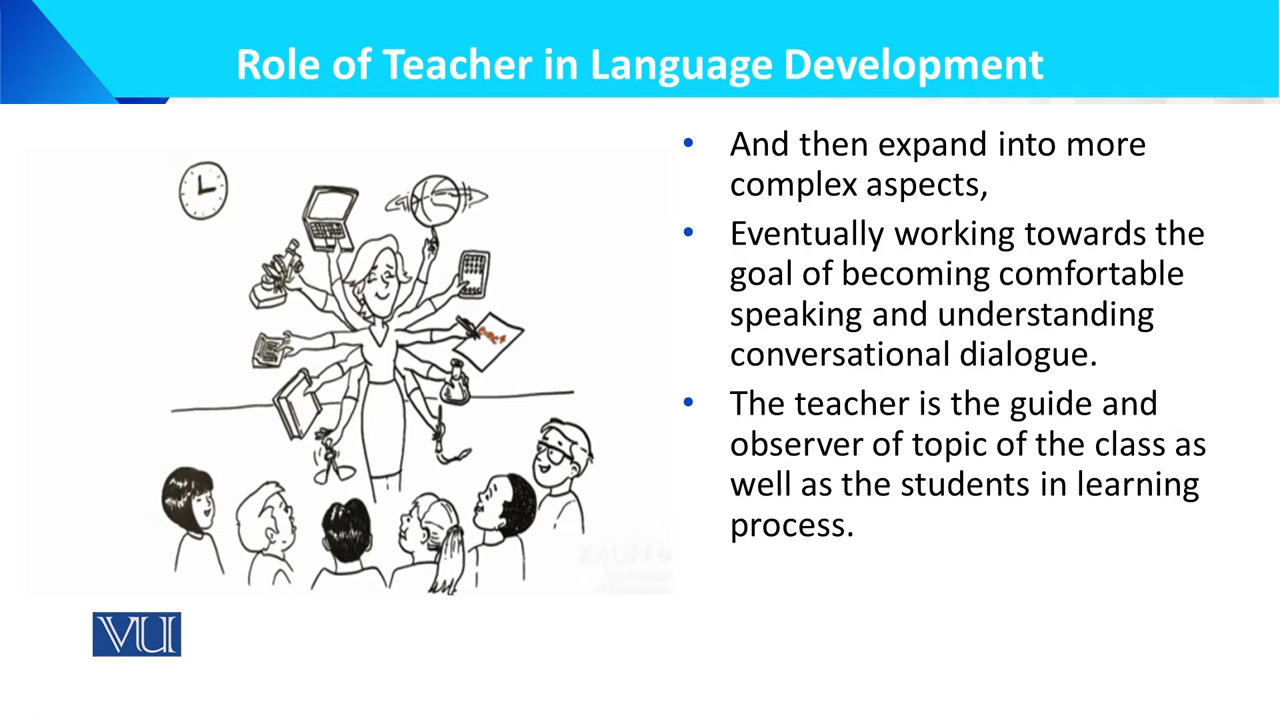 Role of Teacher in Language Development
• And then expand into more
complex aspects,
• Eventually working towards the
goal of becoming comfortable
speaking and understanding
conversational dialogue.
• The teacher is the guide and
observer of topic of the class as
well as the students in learning
process.
VU